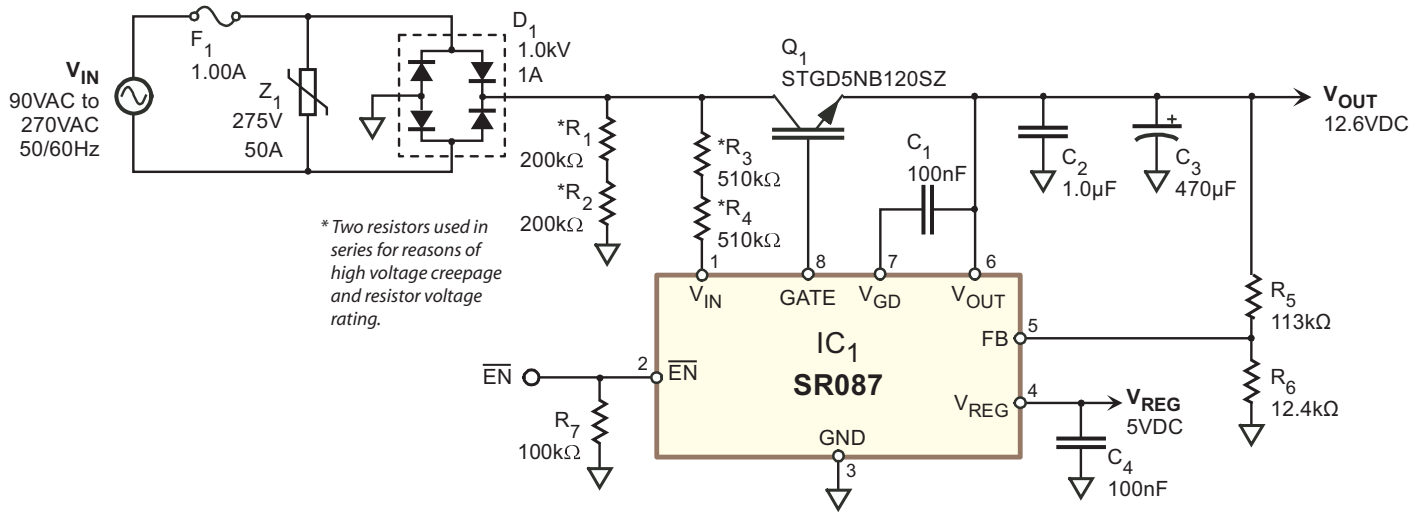 V_IN
90VAC to
270VAC
50/60Hz
F_1
1.00A
Z_1
275V
50A
D_1
1.0kV
1A
*R_1
200kΩ
*R_2
200kΩ
* Two resistors used in
series for reasons of
high voltage creepage
and resistor voltage
rating.
*R_3
510kΩ
*R_4
510kΩ
Q_1
STGD5NB120SZ
C_1
100nF
C_2
1.0µF
C_3
470µF
+
V_OUT
12.6VDC
1
8
7
6
V_IN
GATE
V_GD
V_OUT
IC_1
SR087
FB
5
R_5
113kΩ
R_6
12.4kΩ
E̅N̅
2
E̅N̅
R_7
100kΩ
V_REG
4
V_REG
5VDC
C_4
100nF
GND
3